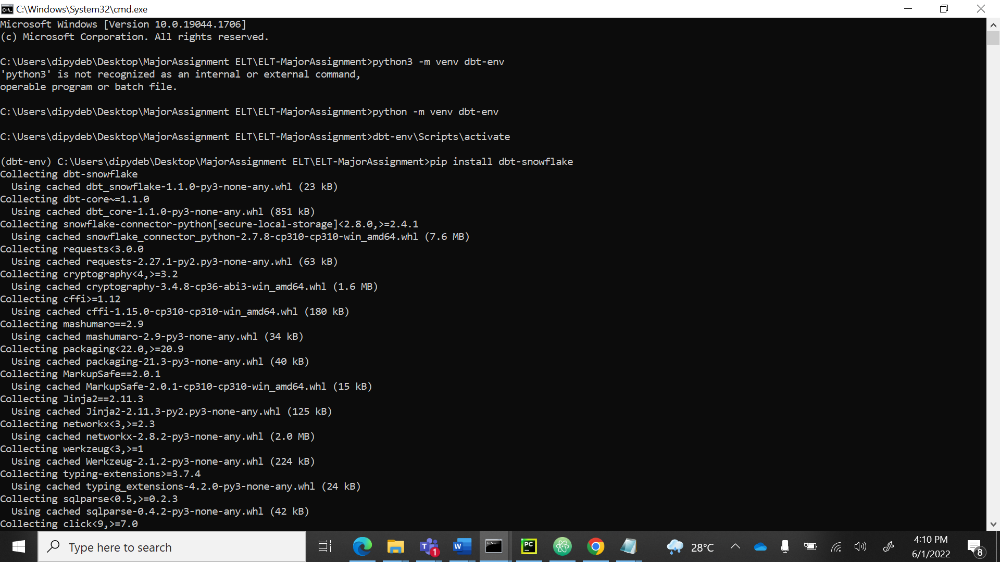 C:\Windows\System32\cmd.exe
Microsoft Windows [Version 10.0.19044.1706]
(c) Microsoft Corporation. All rights reserved.
C:\Users\dipydeb\Desktop\MajorAssignment ELT\ELT-MajorAssignment>python3 -m venv dbt-env
'python3' is not recognized as an internal or external command,
operable program or batch file.
C:\Users\dipydeb\Desktop\MajorAssignment ELT\ELT-MajorAssignment>python -m venv dbt-env
C:\Users\dipydeb\Desktop\MajorAssignment ELT\ELT-MajorAssignment>dbt-env\Scripts\activate
(dbt-env) C:\Users\dipydeb\Desktop\MajorAssignment ELT\ELT-MajorAssignment>pip install dbt-snowflake
Collecting dbt-snowflake
  Using cached dbt_snowflake-1.1.0-py3-none-any.whl (23 kB)
Collecting dbt-core~=1.1.0
  Using cached dbt_core-1.1.0-py3-none-any.whl (851 kB)
Collecting snowflake-connector-python[secure-local-storage]<2.8.0,>=2.4.1
  Using cached snowflake_connector_python-2.7.8-cp310-cp310-win_amd64.whl (7.6 MB)
Collecting requests<3.0.0
  Using cached requests-2.27.1-py2.py3-none-any.whl (63 kB)
Collecting cryptography<4,>=3.2
  Using cached cryptography-3.4.8-cp36-abi3-win_amd64.whl (1.6 MB)
Collecting cffi>=1.12
  Using cached cffi-1.15.0-cp310-cp310-win_amd64.whl (180 kB)
Collecting mashumaro==2.9
  Using cached mashumaro-2.9-py3-none-any.whl (34 kB)
Collecting packaging<22.0,>=20.9
  Using cached packaging-21.3-py3-none-any.whl (40 kB)
Collecting MarkupSafe==2.0.1
  Using cached MarkupSafe-2.0.1-cp310-cp310-win_amd64.whl (15 kB)
Collecting Jinja2==2.11.3
  Using cached Jinja2-2.11.3-py2.py3-none-any.whl (125 kB)
Collecting networkx<3,>=2.3
  Using cached networkx-2.8.2-py3-none-any.whl (2.0 MB)
Collecting werkzeug<3,>=1
  Using cached Werkzeug-2.1.2-py3-none-any.whl (224 kB)
Collecting typing-extensions>=3.7.4
  Using cached typing_extensions-4.2.0-py3-none-any.whl (24 kB)
Collecting sqlparse<0.5,>=0.2.3
  Using cached sqlparse-0.4.2-py3-none-any.whl (42 kB)
Collecting click<9,>=7.0
Type here to search
T
1
W
C:\
PC
28°C
4:10 PM
6/1/2022
8